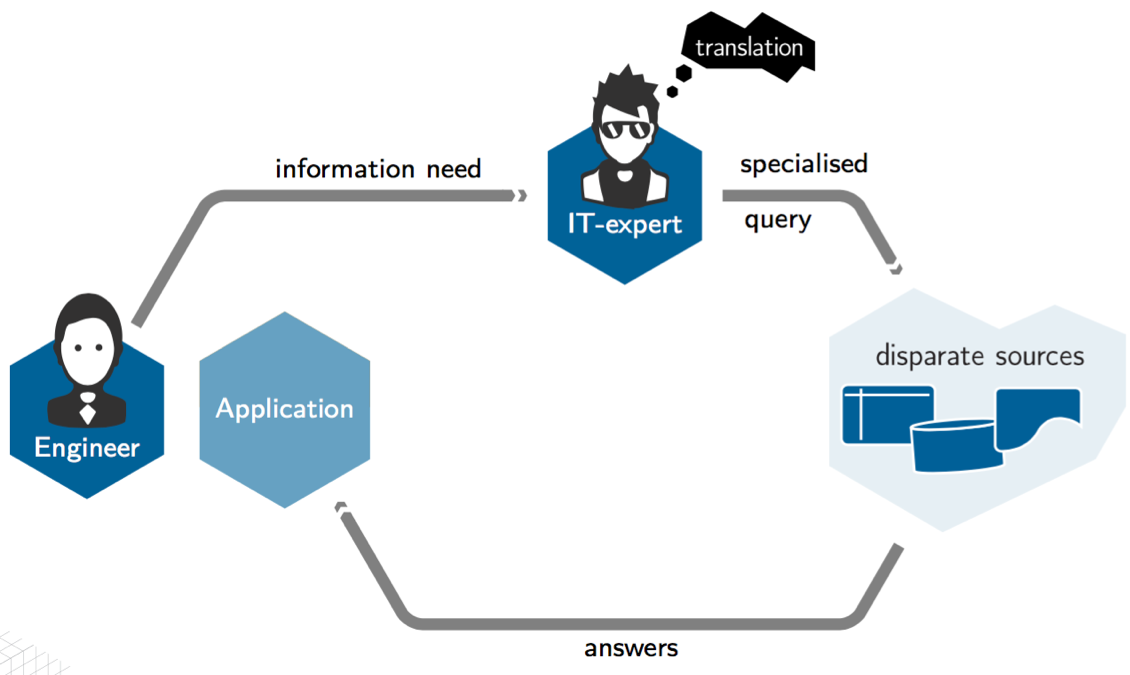 translation
information need
specialised
IT-expert
query
disparate sources
Application
Engineer
answers